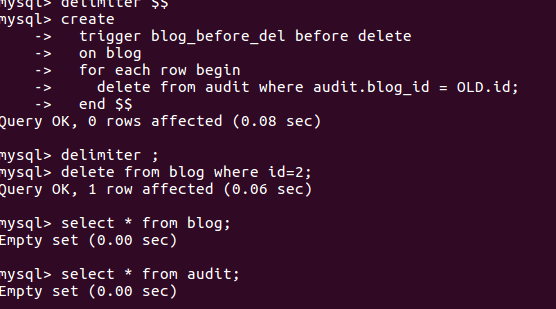 mysql> delimiter $$
mysql> create
    ->   trigger blog_before_del before delete
    ->   on blog
    ->   for each row begin
    ->     delete from audit where audit.blog_id = OLD.id;
    ->   end $$
Query OK, 0 rows affected (0.08 sec)
mysql> delimiter ;
mysql> delete from blog where id=2;
Query OK, 1 row affected (0.06 sec)
mysql> select * from blog;
Empty set (0.00 sec)
mysql> select * from audit;
Empty set (0.00 sec)